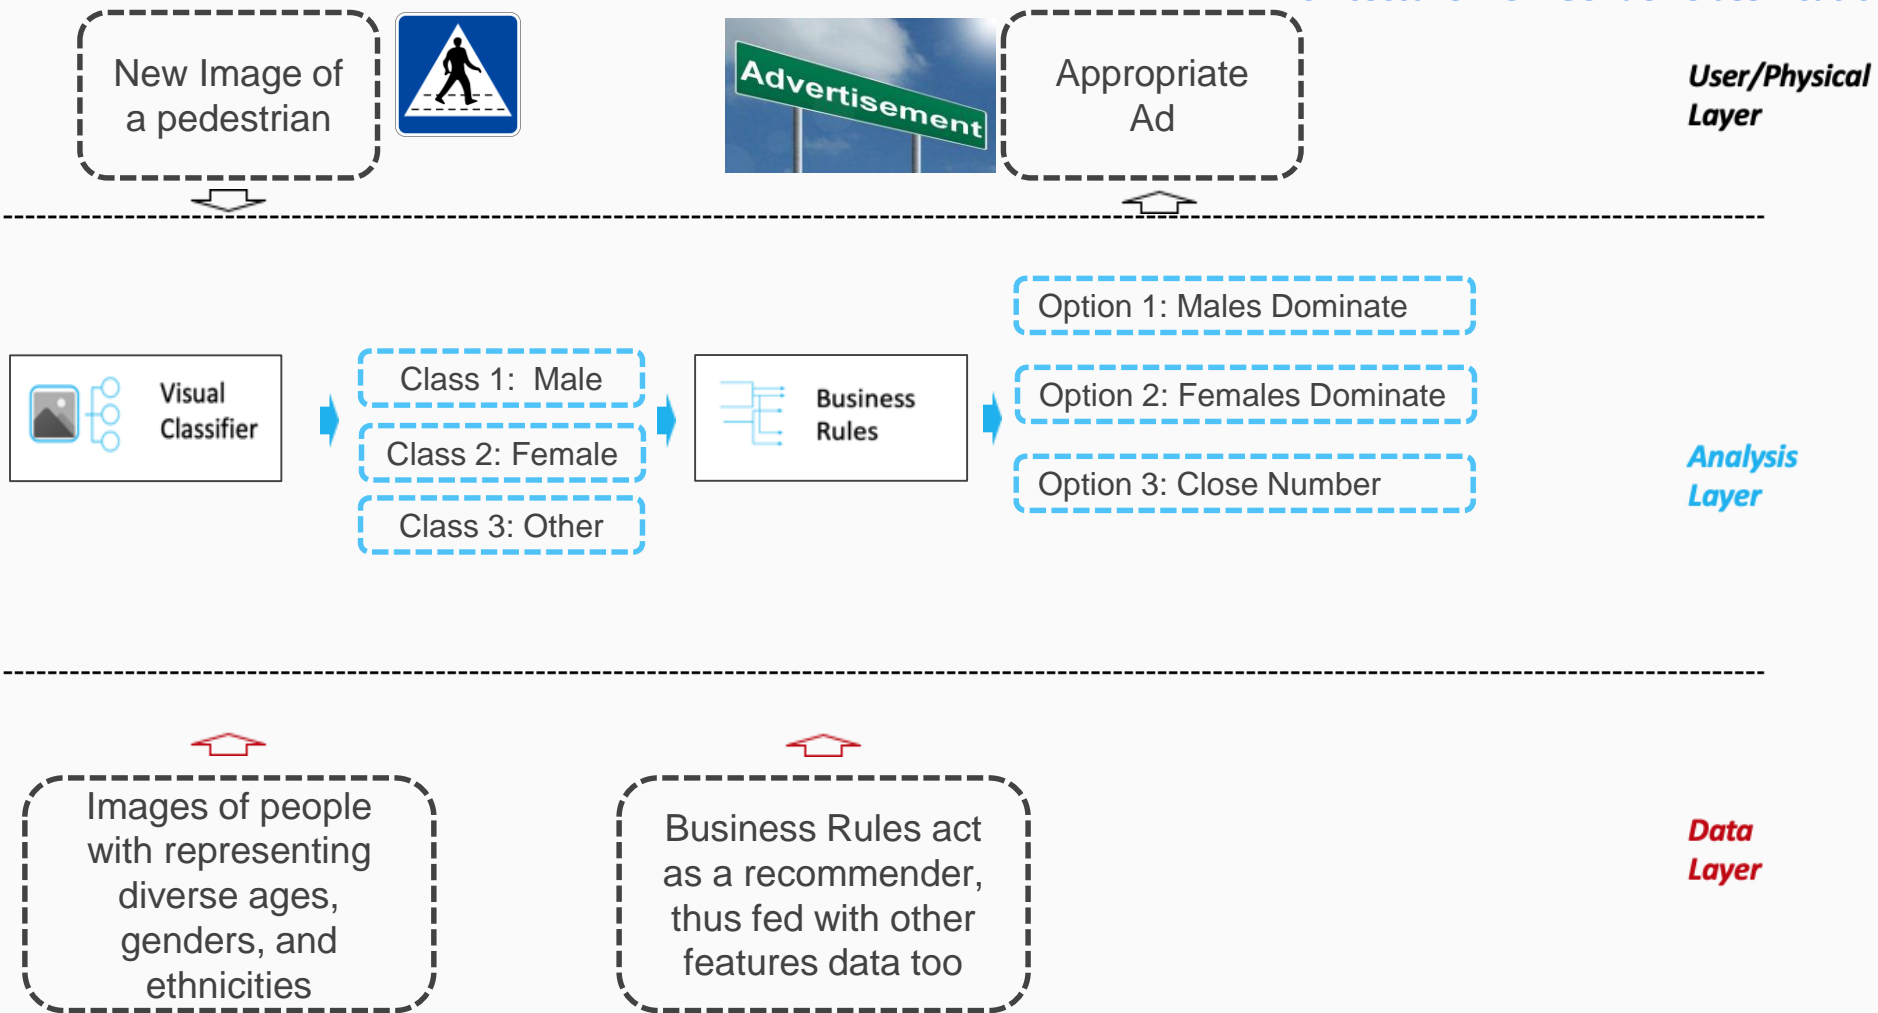 New Image of
a pedestrian
Advertisement
Appropriate
Ad
User/Physical
Layer
Visual
Classifier
Class 1:  Male
Class 2: Female
Class 3: Other
Business
Rules
Option 1: Males Dominate
Option 2: Females Dominate
Option 3: Close Number
Analysis
Layer
Images of people
with representing
diverse ages,
genders, and
ethnicities
Business Rules act
as a recommender,
thus fed with other
features data too
Data
Layer